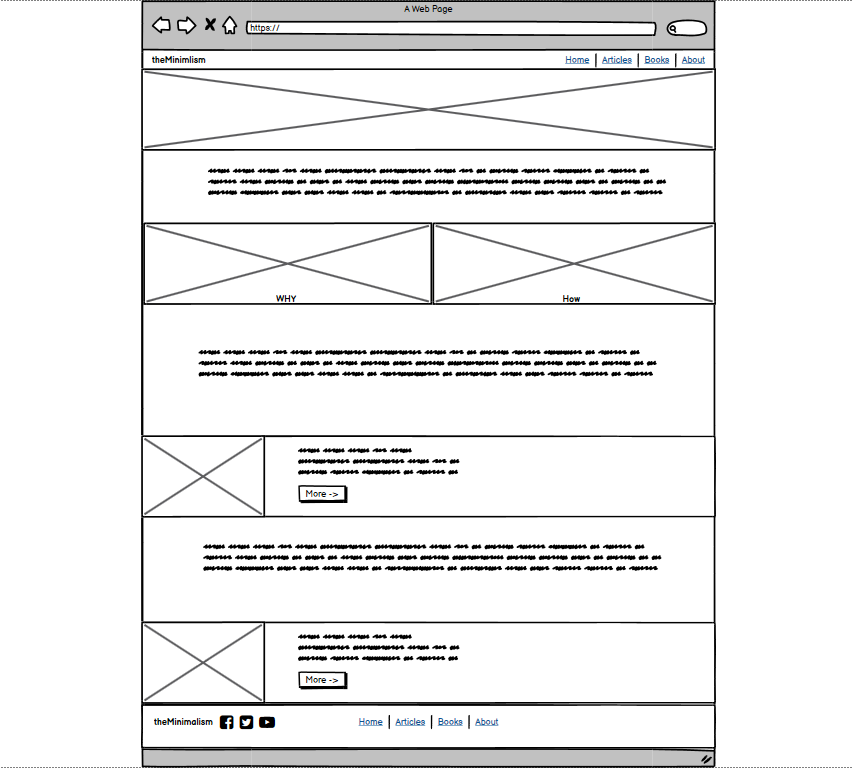 A Web Page
https://
theMinimlism
Home Articles Books About
WHY How
More ->
More ->
theMinimalism Home Articles Books About